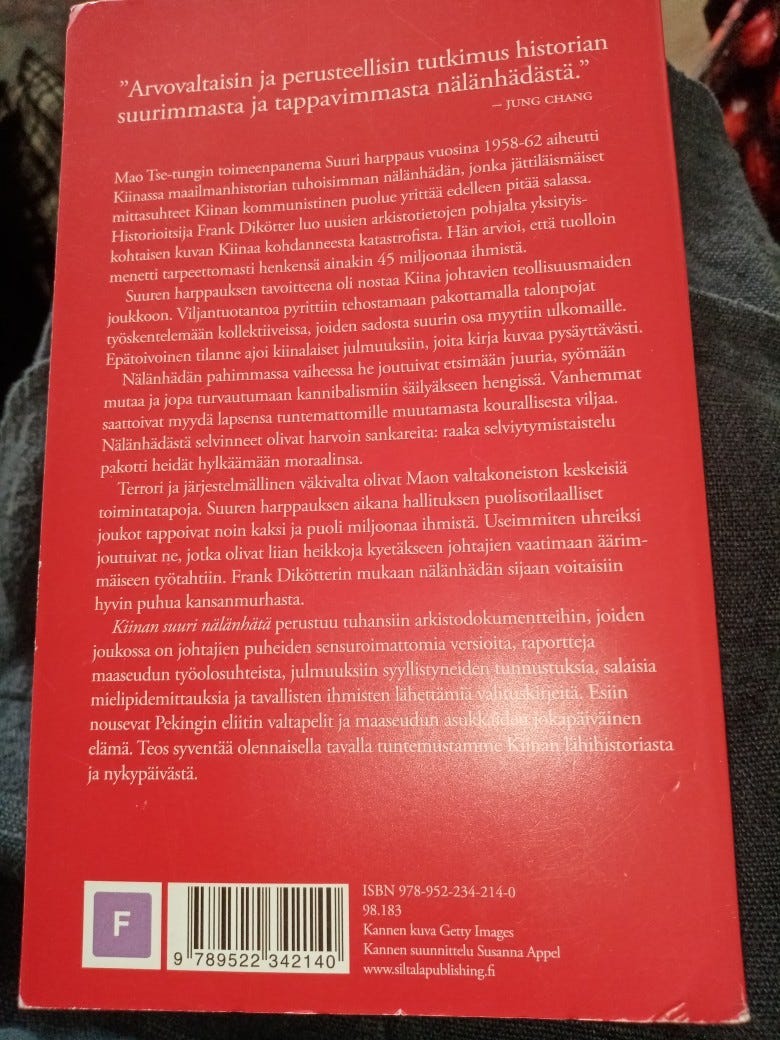 ”Arvovaltaisin ja perusteellisin tutkimus historian
suurimmasta ja tappavimmasta nälänhädästä.”
– JUNG CHANG
Mao Tse-tungin toimeenpanema Suuri harppaus vuosina 1958-62 aiheutti
Kiinassa maailmanhistorian tuhoisimman nälänhädän, jonka jättiläismäiset
mittasuhteet Kiinan kommunistinen puolue yrittää edelleen pitää salassa.
Historioitsija Frank Dikötter luo uusien arkistotietojen pohjalta yksityis-
kohtaisen kuvan Kiinaa kohdanneesta katastrofista. Hän arvioi, että tuolloin
menetti tarpeettomasti henkensä ainakin 45 miljoonaa ihmistä.
Suuren harppauksen tavoitteena oli nostaa Kiina johtavien teollisuusmaiden
joukkoon. Viljantuotantoa pyrittiin tehostamaan pakottamalla talonpojat
työskentelemään kollektiiveissa, joiden sadosta suurin osa myytiin ulkomaille.
Epätoivoinen tilanne ajoi kiinalaiset julmuuksiin, joita kirja kuvaa pysäyttävästi.
Nälänhädän pahimmassa vaiheessa he joutuivat etsimään juuria, syömään
mutaa ja jopa turvautumaan kannibalismiin säilyäkseen hengissä. Vanhemmat
saattoivat myydä lapsensa tuntemattomille muutamasta kourallisesta viljaa.
Nälänhädästä selvinneet olivat harvoin sankareita: raaka selviytymistaistelu
pakotti heidät hylkäämään moraalinsa.
Terrori ja järjestelmällinen väkivalta olivat Maon valtakoneiston keskeisiä
toimintatapoja. Suuren harppauksen aikana hallituksen puolisotilaalliset
joukot tappoivat noin kaksi ja puoli miljoonaa ihmistä. Useimmiten uhreiksi
joutuivat ne, jotka olivat liian heikkoja kyetäkseen johtajien vaatimaan äärim-
mäiseen työtahtiin. Frank Dikötterin mukaan nälänhädän sijaan voitaisiin
hyvin puhua kansanmurhasta.
Kiinan suuri nälänhätä perustuu tuhansiin arkistodokumentteihin, joiden
joukossa on johtajien puheiden sensuroimattomia versioita, raportteja
maaseudun työolosuhteista, julmuuksiin syyllistyneiden tunnustuksia, salaisia
mielipidemittauksia ja tavallisten ihmisten lähettämiä valituskirjeitä. Esiin
nousevat Pekingin eliitin valtapelit ja maaseudun asukkaiden jokapäiväinen
elämä. Teos syventää olennaisella tavalla tuntemustamme Kiinan lähihistoriasta
ja nykypäivästä.
F
9 789522 342140
ISBN 978-952-234-214-0
98.183
Kannen kuva Getty Images
Kannen suunnittelu Susanna Appel
www.siltalapublishing.fi